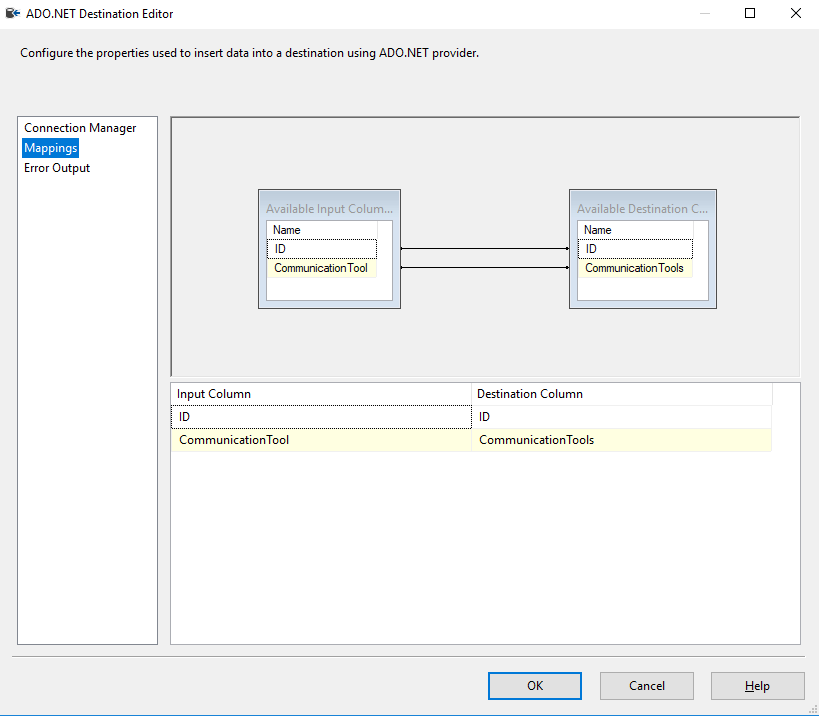 ADO.NET Destination Editor
Configure the properties used to insert data into a destination using ADO.NET provider.
Connection Manager
Mappings
Error Output
Available Input Colum...
Name
ID
CommunicationTool
Available Destination C...
Name
ID
CommunicationTools
Input Column Destination Column
ID ID
CommunicationTool CommunicationTools
OK Cancel Help